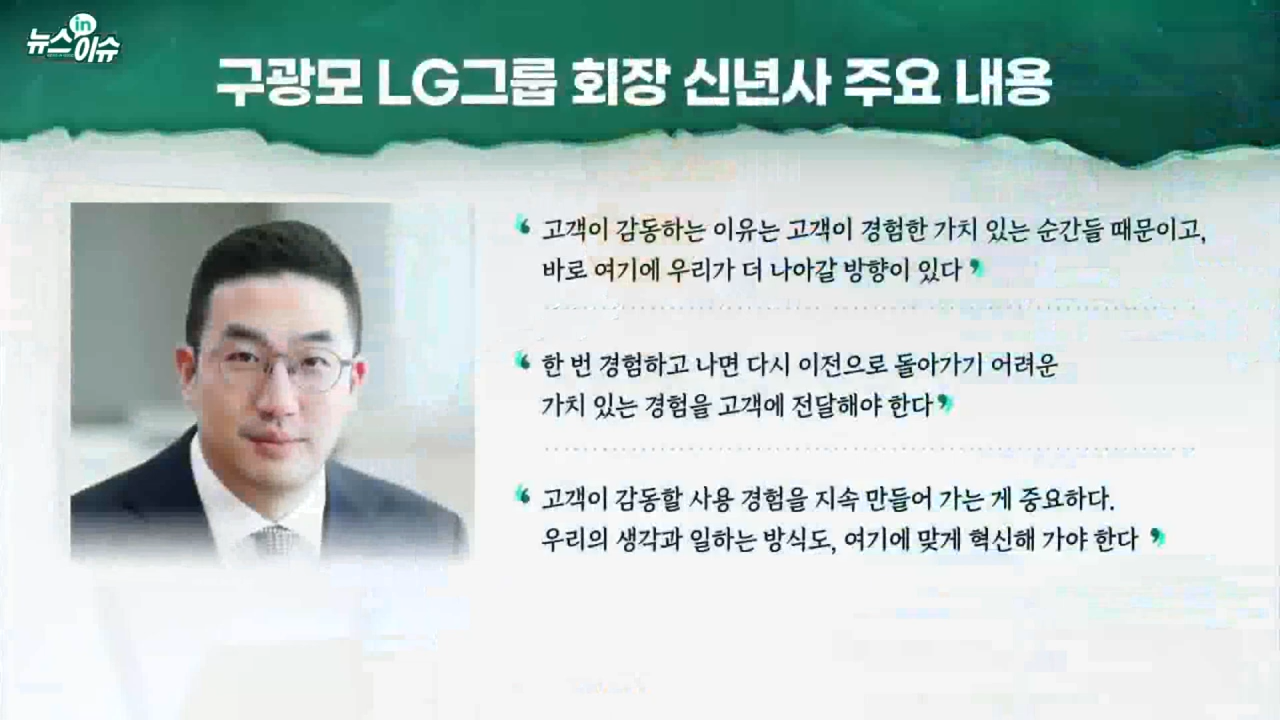 뉴스in이슈
구광모 LG그룹 회장 신년사 주요 내용
❛ 고객이 감동하는 이유는 고객이 경험한 가치 있는 순간들 때문이고,
바로 여기에 우리가 더 나아갈 방향이 있다 ❜
❛ 한 번 경험하고 나면 다시 이전으로 돌아가기 어려운
가치 있는 경험을 고객에 전달해야 한다 ❜
❛ 고객이 감동할 사용 경험을 지속 만들어 가는 게 중요하다.
우리의 생각과 일하는 방식도, 여기에 맞게 혁신해 가야 한다 ❜